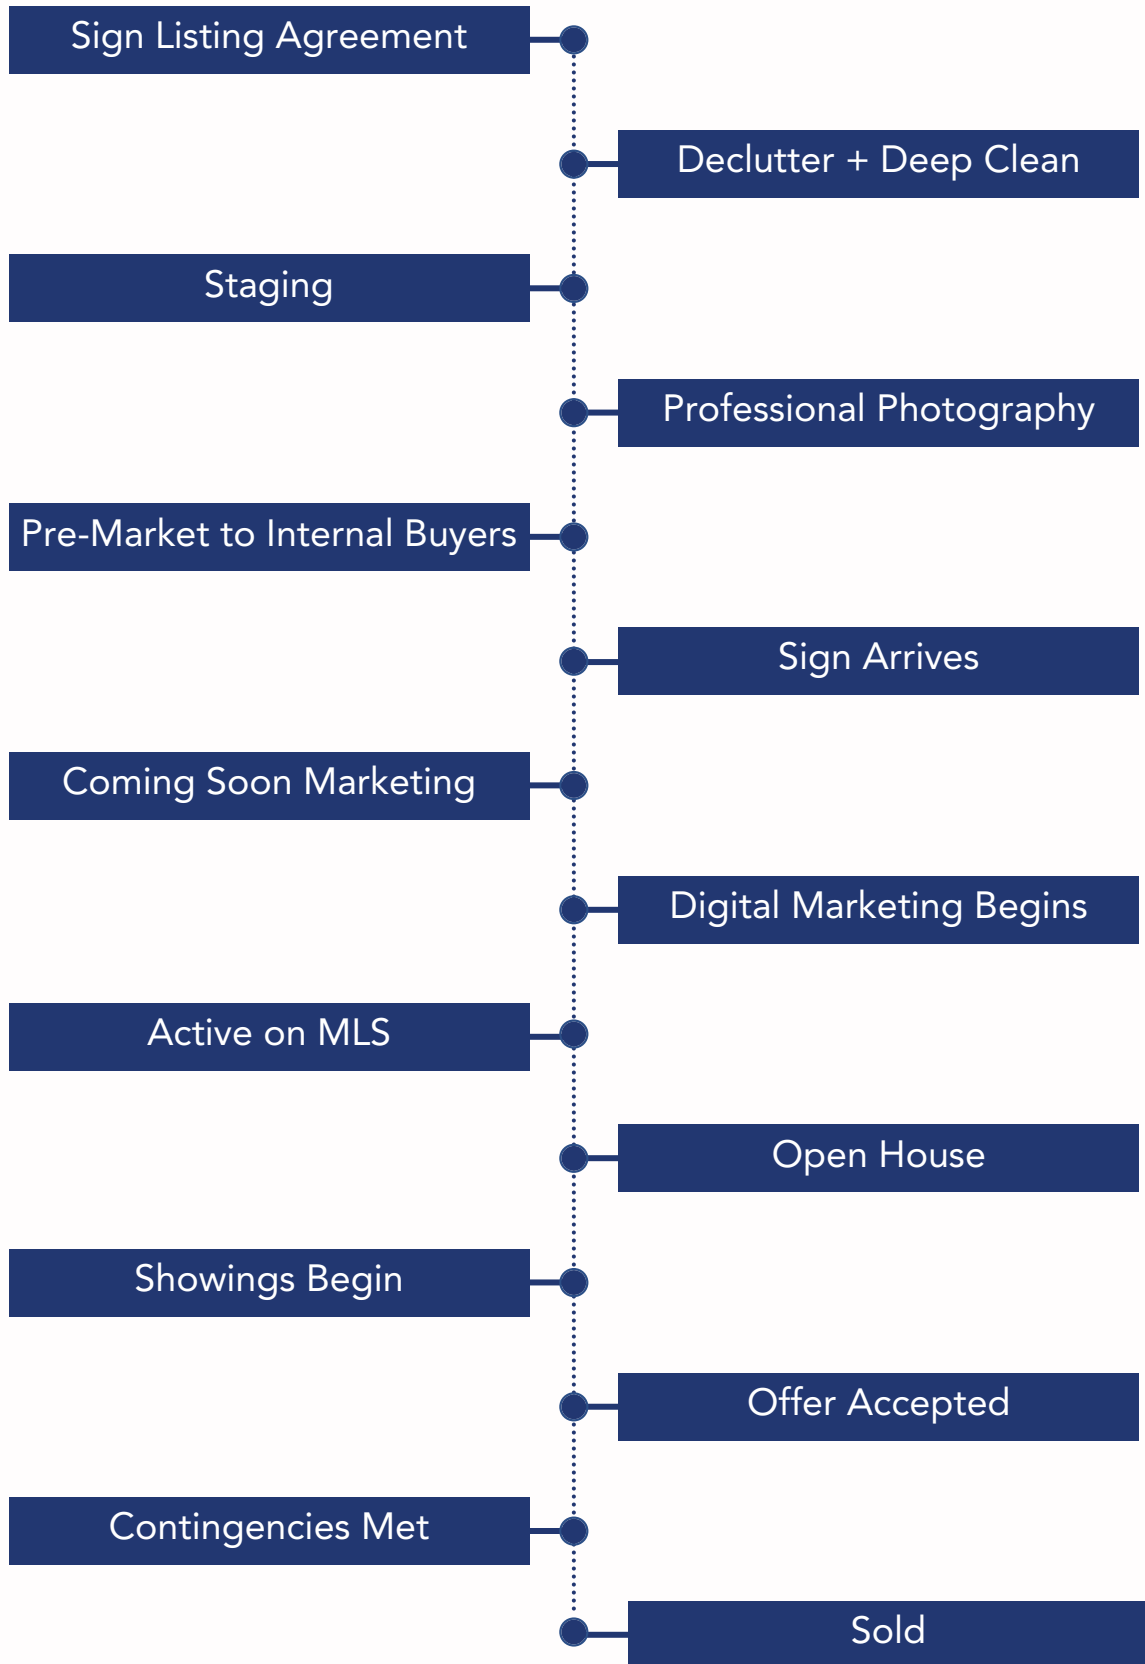 Sign Listing Agreement
Declutter + Deep Clean
Staging
Professional Photography
Pre-Market to Internal Buyers
Sign Arrives
Coming Soon Marketing
Digital Marketing Begins
Active on MLS
Open House
Showings Begin
Offer Accepted
Contingencies Met
Sold